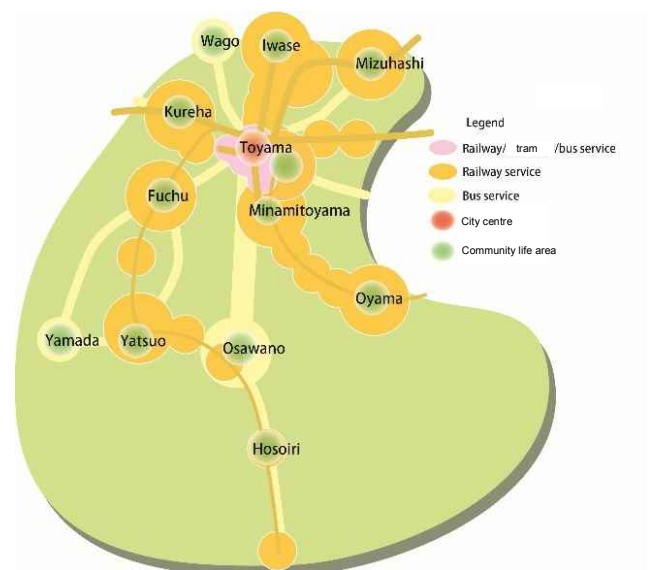 Wago
Iwase
Mizuhashi
Kureha
Toyama
Fuchu
Minamitoyama
Oyama
Yamada
Yatsuo
Osawano
Hosoiri
Legend
Railway/ tram /bus service
Railway service
Bus service
City centre
Community life area